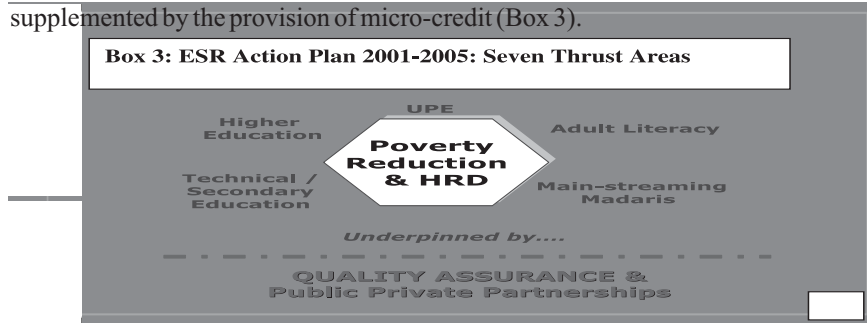 supplemented by the provision of micro-credit (Box 3).
Box 3: ESR Action Plan 2001-2005: Seven Thrust Areas
UPE
Higher
Education
Adult Literacy
Poverty
Reduction
& HRD
Technical /
Secondary
Education
Main-streaming
Madaris
Underpinned by....
QUALITY ASSURANCE &
Public Private Partnerships